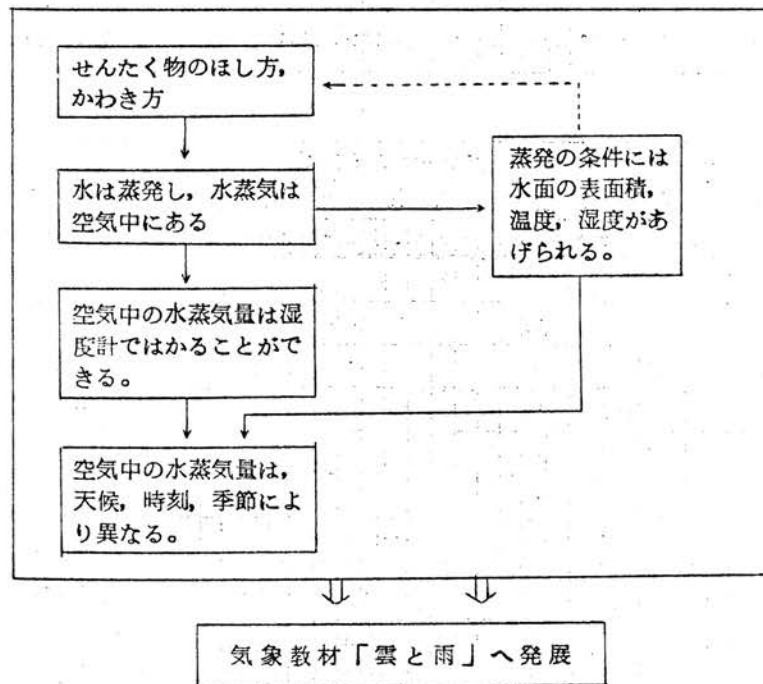 せんたく物のほし方,
かわき方
水は蒸発し，水蒸気は
空気中にある
蒸発の条件には
水面の表面積，
温度，湿度があ
げられる。
空気中の水蒸気量は湿
度計ではかることがで
きる。
空気中の水蒸気量は，
天候，時刻，季節によ
り異なる。
気象教材「雲と雨」へ発展